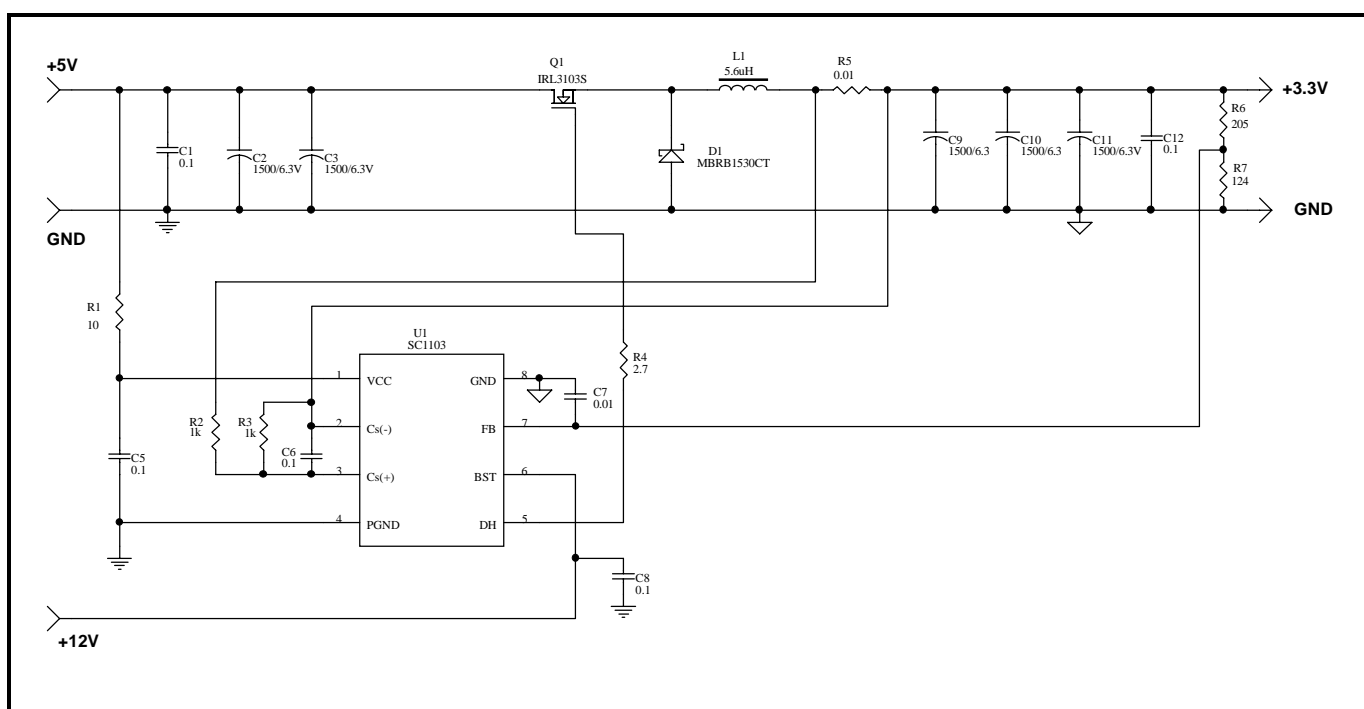 +5V
Q1
IRL3103S
L1
5.6uH
R5
0.01
+3.3V
R6
205
C1
0.1
C2
1500/6.3V
C3
1500/6.3V
D1
MBRB1530CT
C9
1500/6.3
C10
1500/6.3
C11
1500/6.3V
C12
0.1
R7
124
GND
GND
R1
10
U1
SC1103
R4
2.7
1
VCC
GND
8
C7
0.01
R2
1k
R3
1k
2
Cs(-)
FB
7
C5
0.1
C6
0.1
3
Cs(+)
BST
6
4
PGND
DH
5
C8
0.1
+12V